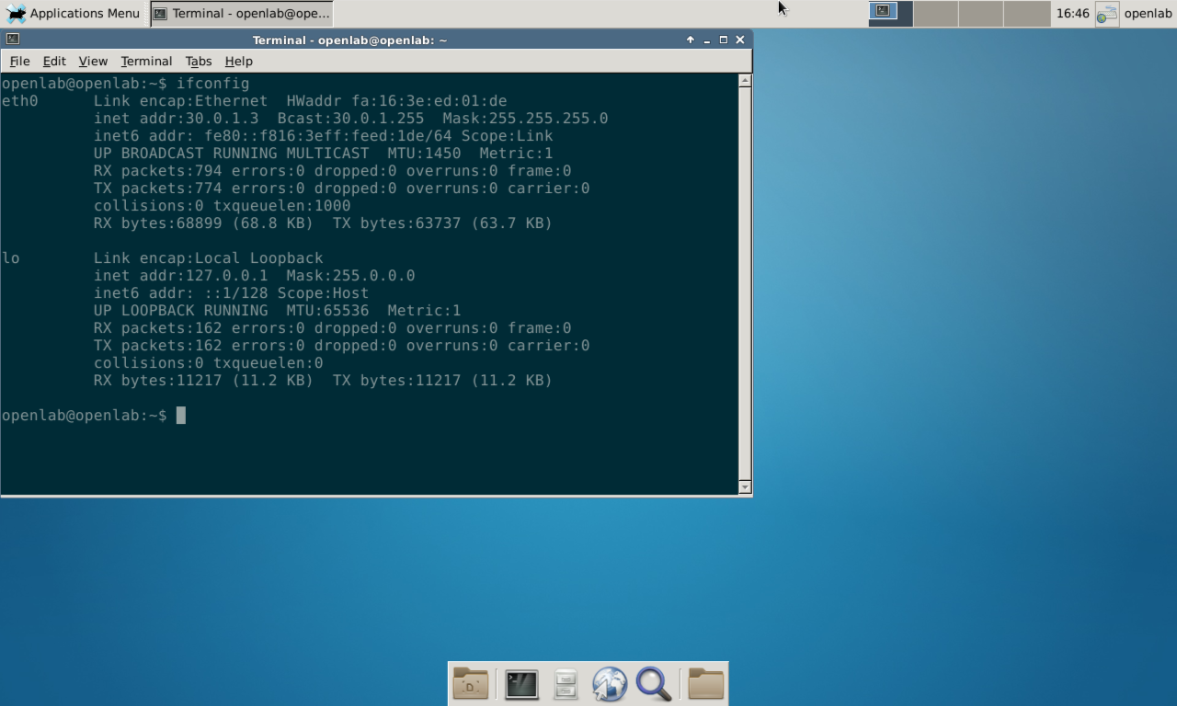 Applications Menu
Terminal - openlab@ope...
16:46
openlab
Terminal - openlab@openlab: ~
File Edit View Terminal Tabs Help
openlab@openlab:~$ ifconfig
eth0      Link encap:Ethernet  HWaddr fa:16:3e:ed:01:de
          inet addr:30.0.1.3  Bcast:30.0.1.255  Mask:255.255.255.0
          inet6 addr: fe80::f816:3eff:feed:1de/64 Scope:Link
          UP BROADCAST RUNNING MULTICAST  MTU:1450  Metric:1
          RX packets:794 errors:0 dropped:0 overruns:0 frame:0
          TX packets:774 errors:0 dropped:0 overruns:0 carrier:0
          collisions:0 txqueuelen:1000
          RX bytes:68899 (68.8 KB)  TX bytes:63737 (63.7 KB)
lo        Link encap:Local Loopback
          inet addr:127.0.0.1  Mask:255.0.0.0
          inet6 addr: ::1/128 Scope:Host
          UP LOOPBACK RUNNING  MTU:65536  Metric:1
          RX packets:162 errors:0 dropped:0 overruns:0 frame:0
          TX packets:162 errors:0 dropped:0 overruns:0 carrier:0
          collisions:0 txqueuelen:0
          RX bytes:11217 (11.2 KB)  TX bytes:11217 (11.2 KB)
openlab@openlab:~$